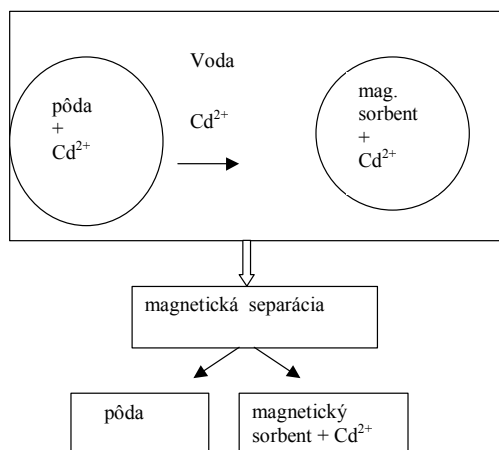 Voda
pôda
+
Cd²⁺
Cd²⁺
mag.
sorbent
+
Cd²⁺
magnetická separácia
pôda
magnetický
sorbent + Cd²⁺